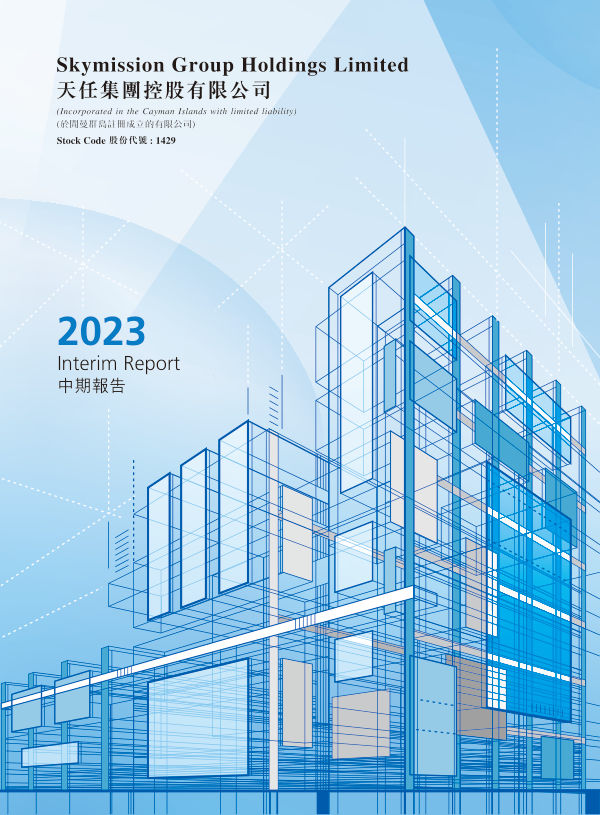 Skymission Group Holdings Limited
天任集團控股有限公司
(Incorporated in the Cayman Islands with limited liability)
(於開曼群島註冊成立的有限公司)
Stock Code 股份代號 : 1429
2023
Interim Report
中期報告